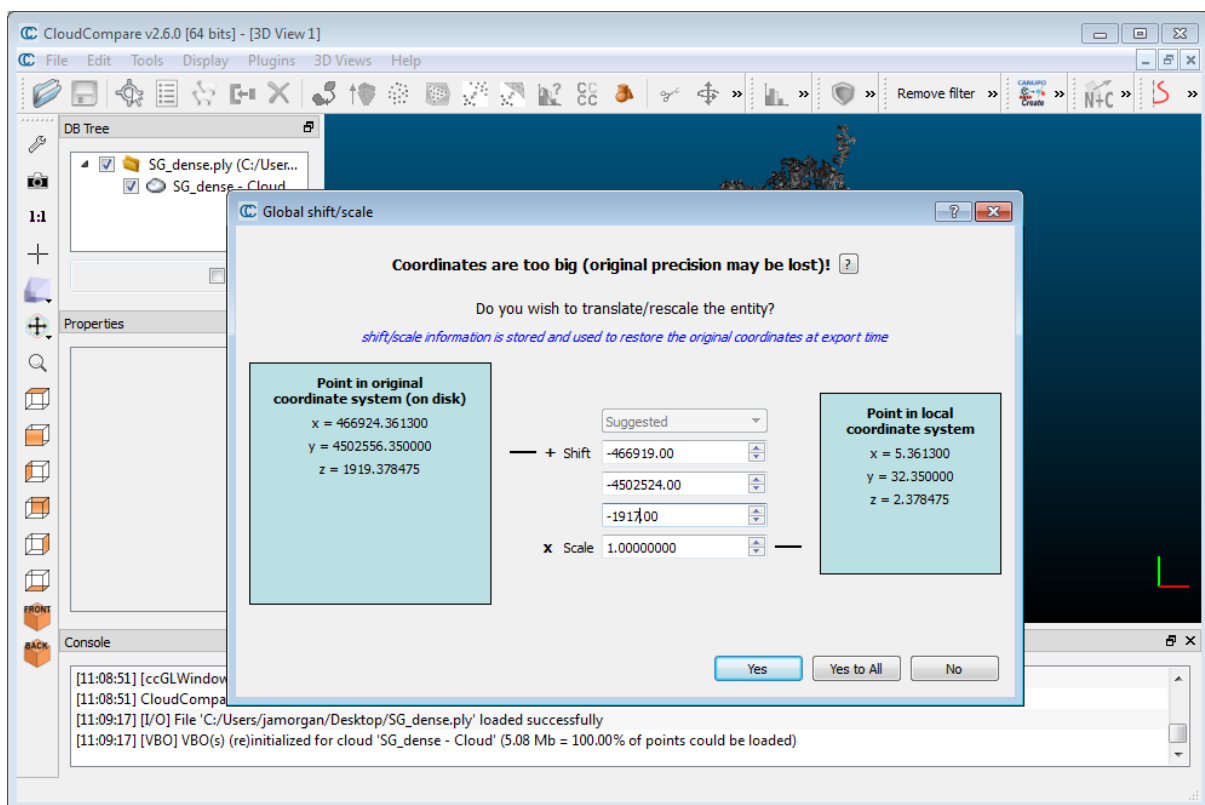 CloudCompare v2.6.0 [64 bits] - [3D View 1]
File Edit Tools Display Plugins 3D Views Help
Remove filter
CANUPO
Create
N+C
CC
CC
1:1
DB Tree
SG_dense.ply (C:/User...
SG_dense - Cloud
Properties
FRONT
BACK
Global shift/scale
Coordinates are too big (original precision may be lost)! ?
Do you wish to translate/rescale the entity?
shift/scale information is stored and used to restore the original coordinates at export time
Point in original
coordinate system (on disk)
x = 466924.361300
y = 4502556.350000
z = 1919.378475
Suggested
+ Shift -466919.00
-4502524.00
-1917.00
x Scale 1.00000000
Point in local
coordinate system
x = 5.361300
y = 32.350000
z = 2.378475
Yes Yes to All No
Console
[11:08:51] [ccGLWindow
[11:08:51] CloudCompa
[11:09:17] [I/O] File 'C:/Users/jamorgan/Desktop/SG_dense.ply' loaded successfully
[11:09:17] [VBO] VBO(s) (re)initialized for cloud 'SG_dense - Cloud' (5.08 Mb = 100.00% of points could be loaded)